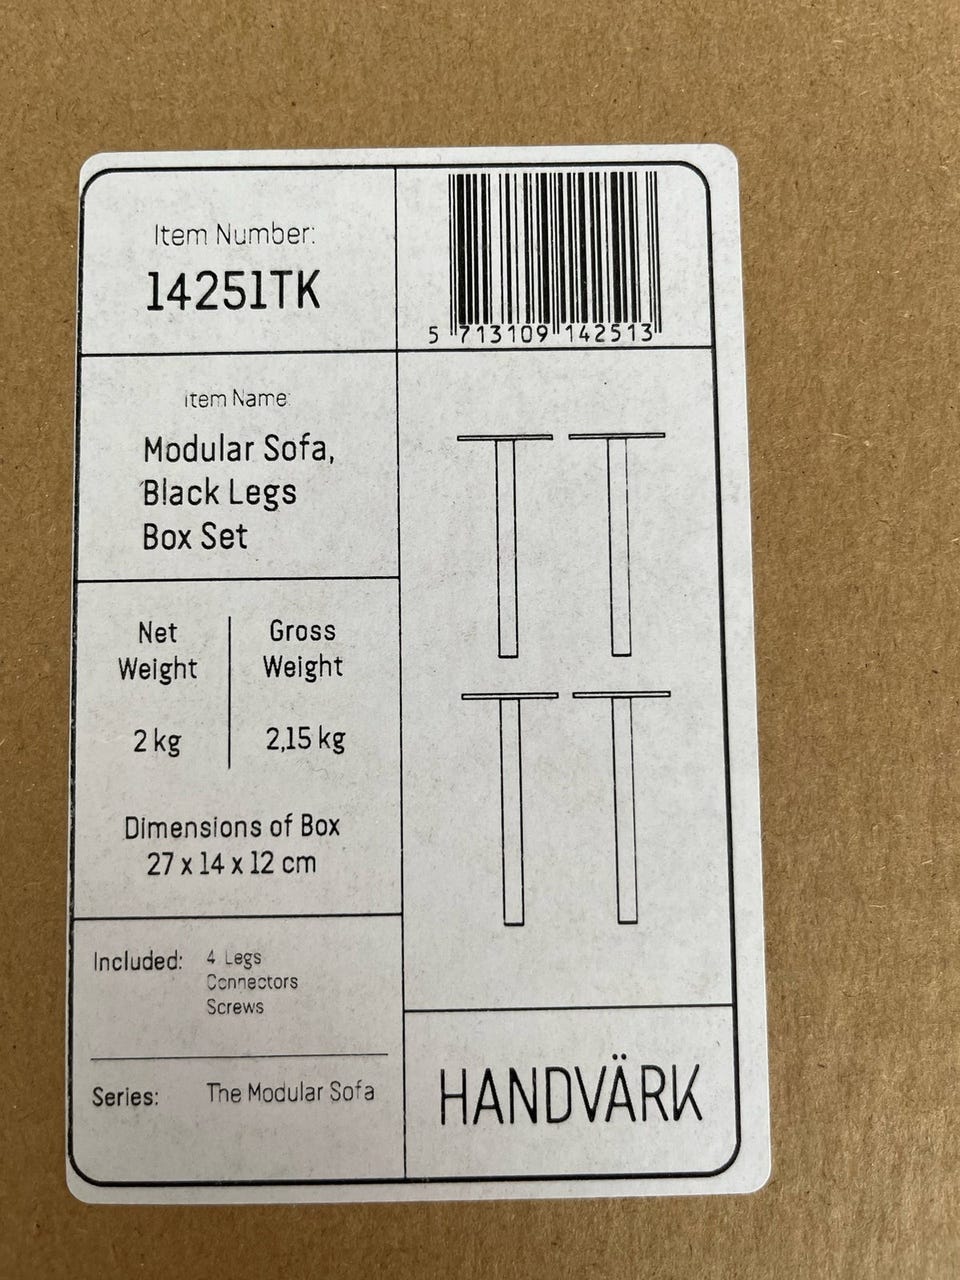 Item Number:
14251TK
5 713109 142513
Item Name:
Modular Sofa,
Black Legs
Box Set
Net
Weight
2 kg
Gross
Weight
2,15 kg
Dimensions of Box
27 x 14 x 12 cm
Included:
4 Legs
Connectors
Screws
Series:
The Modular Sofa
HANDVÄRK